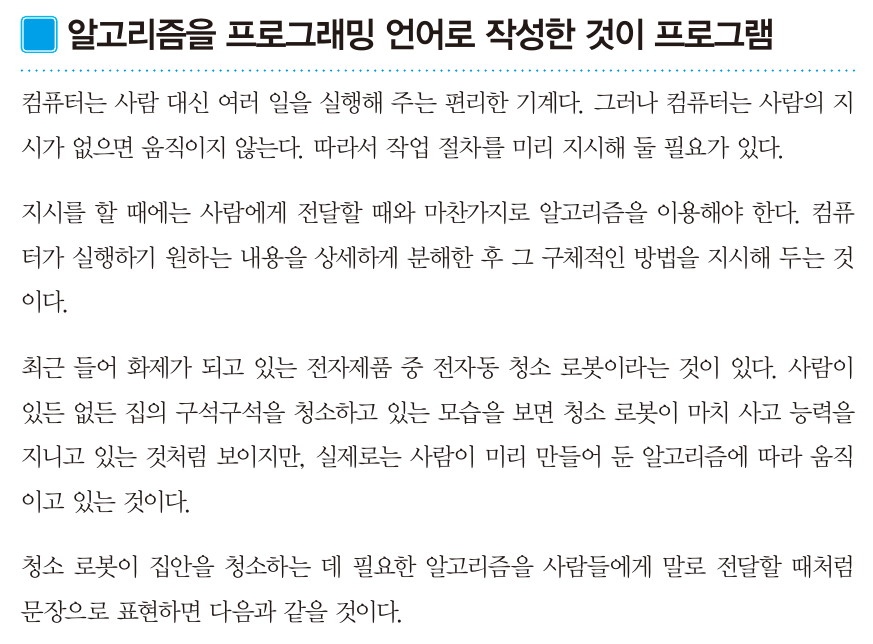 알고리즘을 프로그래밍 언어로 작성한 것이 프로그램
컴퓨터는 사람 대신 여러 일을 실행해 주는 편리한 기계다. 그러나 컴퓨터는 사람의 지
시가 없으면 움직이지 않는다. 따라서 작업 절차를 미리 지시해 둘 필요가 있다.
지시를 할 때에는 사람에게 전달할 때와 마찬가지로 알고리즘을 이용해야 한다. 컴퓨
터가 실행하기 원하는 내용을 상세하게 분해한 후 그 구체적인 방법을 지시해 두는 것
이다.
최근 들어 화제가 되고 있는 전자제품 중 전자동 청소 로봇이라는 것이 있다. 사람이
있든 없든 집의 구석구석을 청소하고 있는 모습을 보면 청소 로봇이 마치 사고 능력을
지니고 있는 것처럼 보이지만, 실제로는 사람이 미리 만들어 둔 알고리즘에 따라 움직
이고 있는 것이다.
청소 로봇이 집안을 청소하는 데 필요한 알고리즘을 사람들에게 말로 전달할 때처럼
문장으로 표현하면 다음과 같을 것이다.